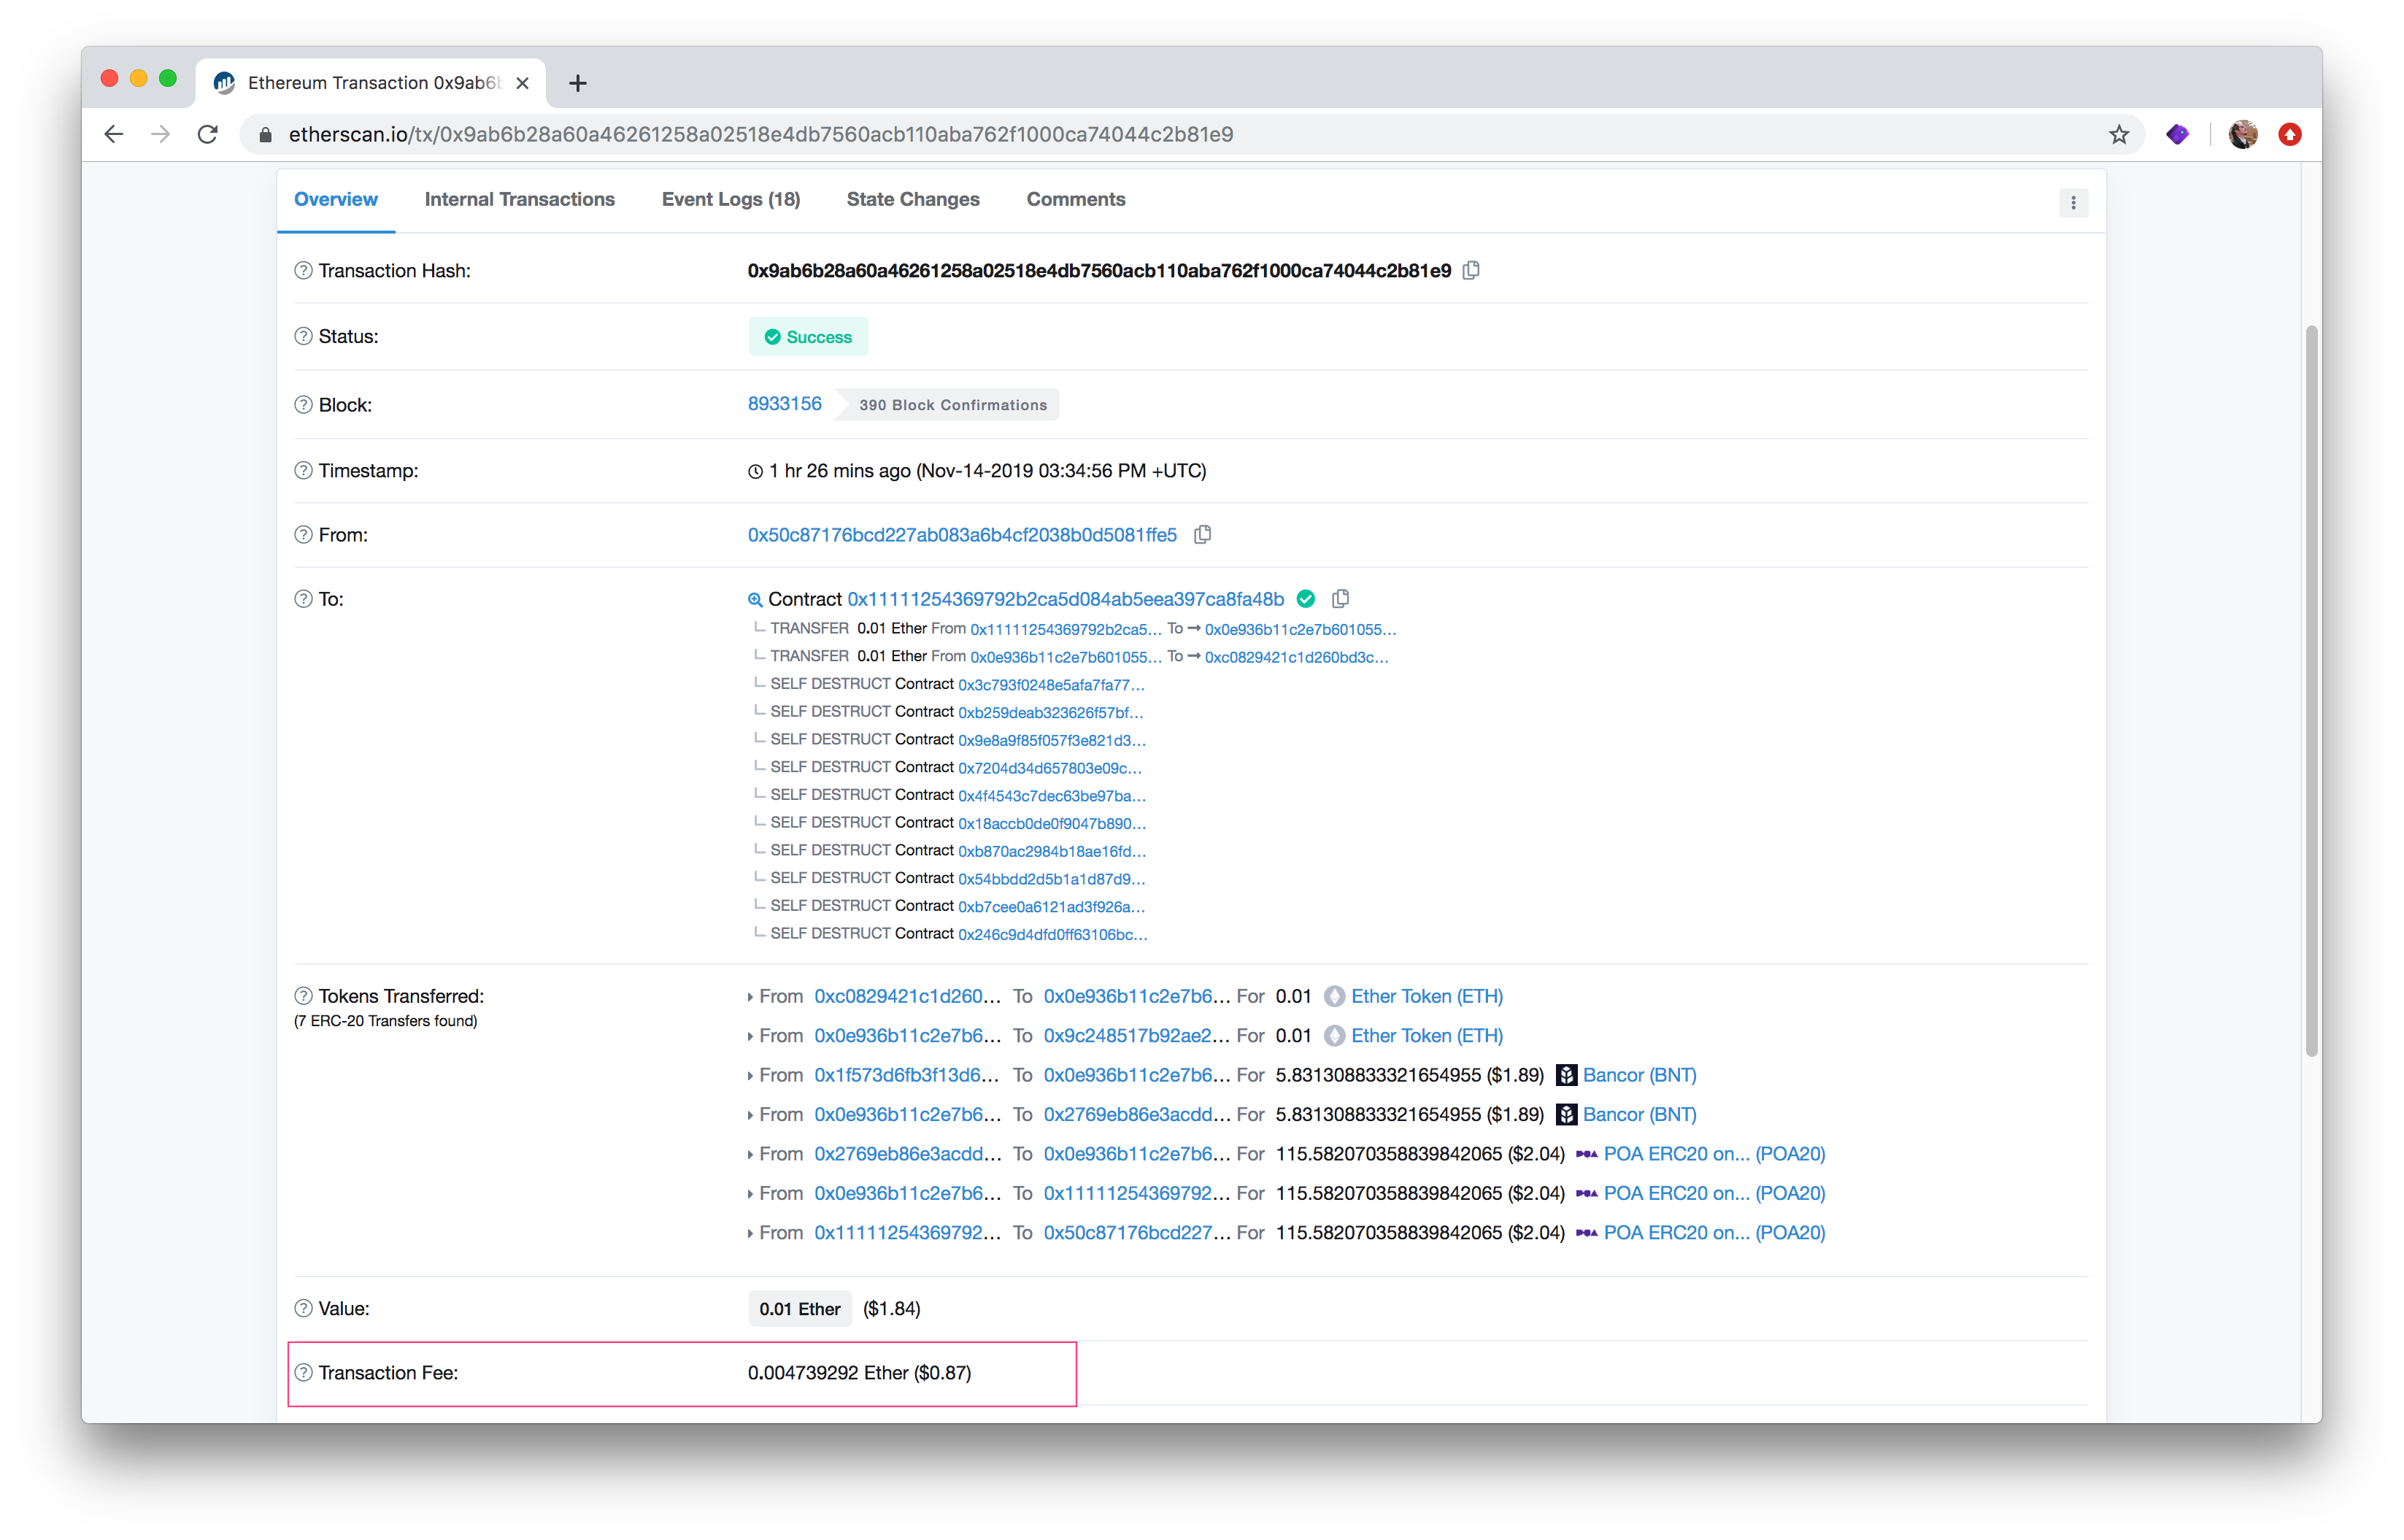 Ethereum Transaction 0x9ab6b
etherscan.io/tx/0x9ab6b28a60a46261258a02518e4db7560acb110aba762f1000ca74044c2b81e9
Overview Internal Transactions Event Logs (18) State Changes Comments
Transaction Hash: 0x9ab6b28a60a46261258a02518e4db7560acb110aba762f1000ca74044c2b81e9
Status: Success
Block: 8933156 390 Block Confirmations
Timestamp: 1 hr 26 mins ago (Nov-14-2019 03:34:56 PM +UTC)
From: 0x50c87176bcd227ab083a6b4cf2038b0d5081ffe5
To: Contract 0x11111254369792b2ca5d084ab5eea397ca8fa48b
TRANSFER 0.01 Ether From 0x11111254369792b2ca5... To → 0x0e936b11c2e7b601055...
TRANSFER 0.01 Ether From 0x0e936b11c2e7b601055... To → 0xc0829421c1d260bd3c...
SELF DESTRUCT Contract 0x3c793f0248e5afa7fa77...
SELF DESTRUCT Contract 0xb259deab323626f57bf...
SELF DESTRUCT Contract 0x9e8a9f85f057f3e821d3...
SELF DESTRUCT Contract 0x7204d34d657803e09c...
SELF DESTRUCT Contract 0x4f4543c7dec63be97ba...
SELF DESTRUCT Contract 0x18accb0de0f9047b890...
SELF DESTRUCT Contract 0xb870ac2984b18ae16fd...
SELF DESTRUCT Contract 0x54bbdd2d5b1a1d87d9...
SELF DESTRUCT Contract 0xb7cee0a6121ad3f926a...
SELF DESTRUCT Contract 0x246c9d4dfd0ff63106bc...
Tokens Transferred: From 0xc0829421c1d260... To 0x0e936b11c2e7b6... For 0.01 Ether Token (ETH)
(7 ERC-20 Transfers found)
From 0x0e936b11c2e7b6... To 0x9c248517b92ae2... For 0.01 Ether Token (ETH)
From 0x1f573d6fb3f13d6... To 0x0e936b11c2e7b6... For 5.831308833321654955 ($1.89) Bancor (BNT)
From 0x0e936b11c2e7b6... To 0x2769eb86e3acdd... For 5.831308833321654955 ($1.89) Bancor (BNT)
From 0x2769eb86e3acdd... To 0x0e936b11c2e7b6... For 115.582070358839842065 ($2.04) POA ERC20 on... (POA20)
From 0x0e936b11c2e7b6... To 0x11111254369792... For 115.582070358839842065 ($2.04) POA ERC20 on... (POA20)
From 0x11111254369792... To 0x50c87176bcd227... For 115.582070358839842065 ($2.04) POA ERC20 on... (POA20)
Value: 0.01 Ether ($1.84)
Transaction Fee: 0.004739292 Ether ($0.87)